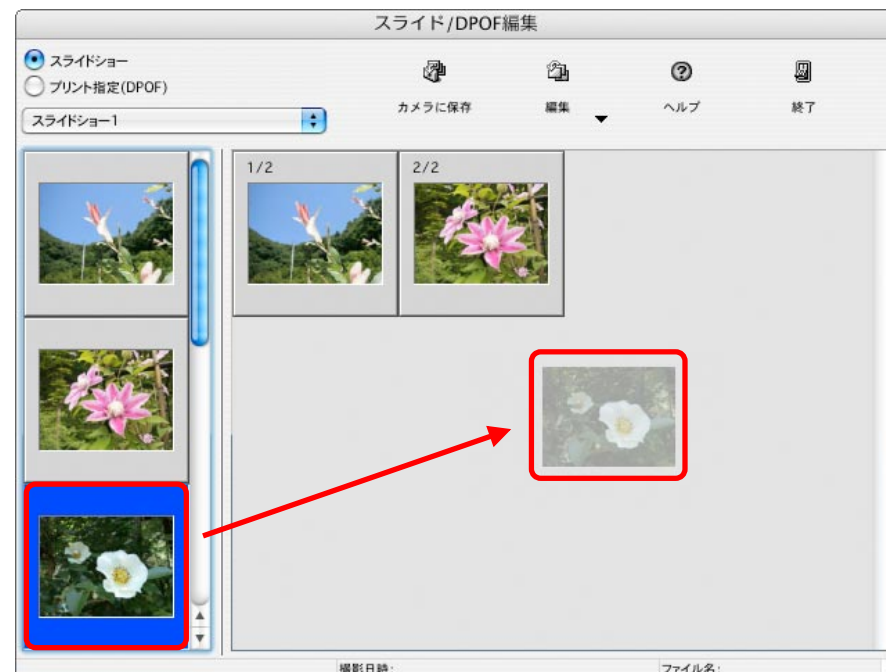 スライド/DPOF編集
スライドショー
プリント指定(DPOF)
スライドショー1
カメラに保存
編集
ヘルプ
終了
1/2
2/2
撮影日時:
ファイル名: